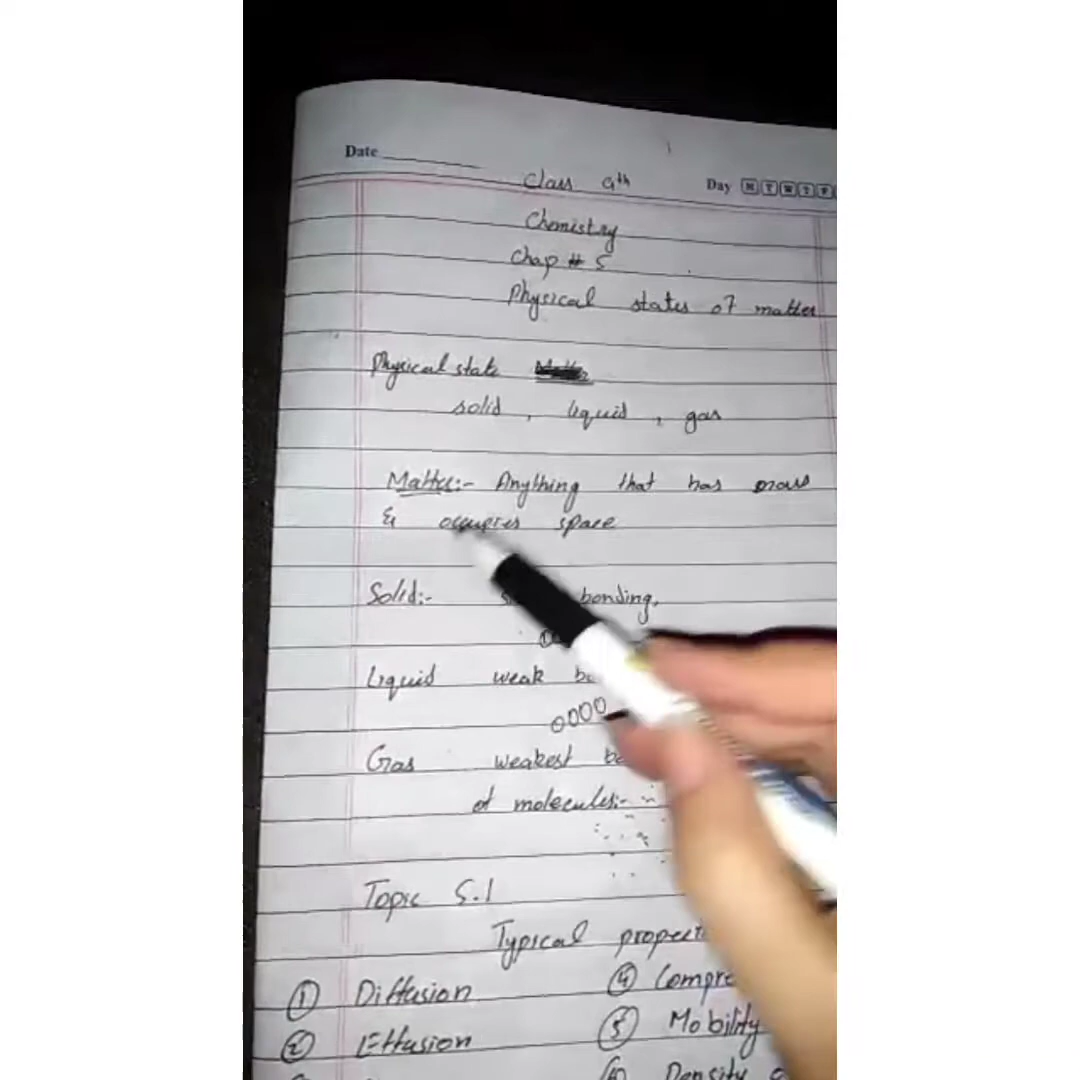 Date
Class 9th
Day M T W T F
Chemistry
Chap # 5
Physical states of matter
Physical state
solid, liquid, gas
Matter:- Anything that has mass
& occupies space
Solid:- bonding,
Liquid weak
Gas weakest
of molecules:-
Topic 5.1
Typical
① Diffusion ④
② Effusion ⑤ Mobility
Density